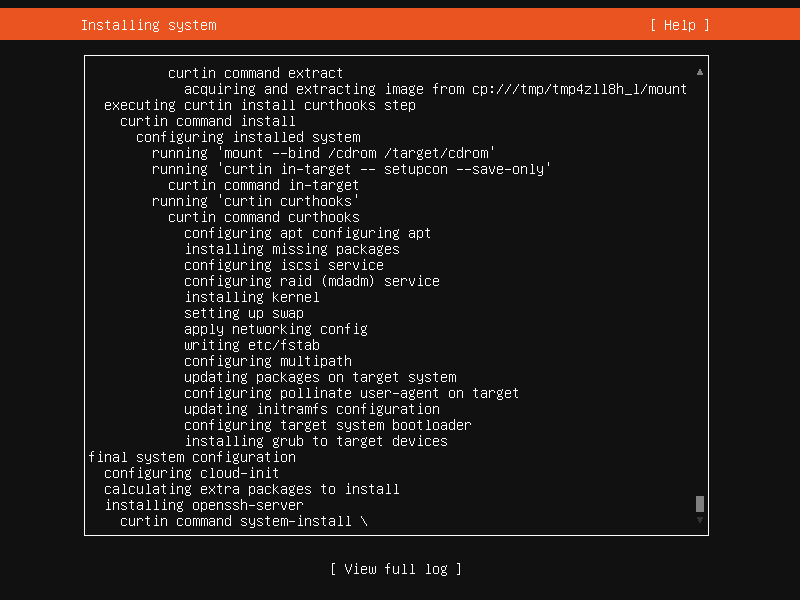 Installing system [ Help ]
curtin command extract
acquiring and extracting image from cp:///tmp/tmp4zll8h_l/mount
executing curtin install curthooks step
curtin command install
configuring installed system
running 'mount --bind /cdrom /target/cdrom'
running 'curtin in-target -- setupcon --save-only'
curtin command in-target
running 'curtin curthooks'
curtin command curthooks
configuring apt configuring apt
installing missing packages
configuring iscsi service
configuring raid (mdadm) service
installing kernel
setting up swap
apply networking config
writing etc/fstab
configuring multipath
updating packages on target system
configuring pollinate user-agent on target
updating initramfs configuration
configuring target system bootloader
installing grub to target devices
final system configuration
configuring cloud-init
calculating extra packages to install
installing openssh-server
curtin command system-install \
[ View full log ]